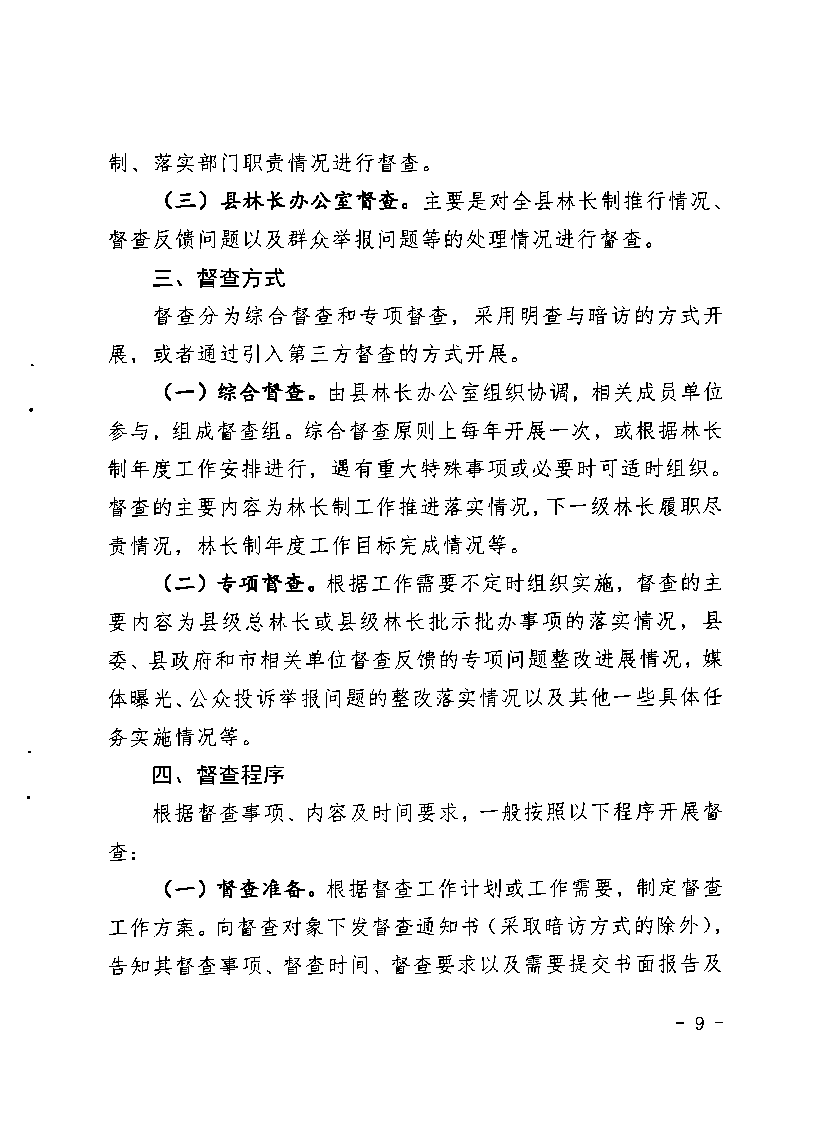 制、落实部门职责情况进行督查。
（三）县林长办公室督查。主要是对全县林长制推行情况、
督查反馈问题以及群众举报问题等的处理情况进行督查。
三、督查方式
督查分为综合督查和专项督查，采用明查与暗访的方式开
展，或者通过引入第三方督查的方式开展。
（一）综合督查。由县林长办公室组织协调，相关成员单位
参与，组成督查组。综合督查原则上每年开展一次，或根据林长
制年度工作安排进行，遇有重大特殊事项或必要时可适时组织。
督查的主要内容为林长制工作推进落实情况，下一级林长履职尽
责情况，林长制年度工作目标完成情况等。
（二）专项督查。根据工作需要不定时组织实施，督查的主
要内容为县级总林长或县级林长批示批办事项的落实情况，县
委、县政府和市相关单位督查反馈的专项问题整改进展情况，媒
体曝光、公众投诉举报问题的整改落实情况以及其他一些具体任
务实施情况等。
四、督查程序
根据督查事项、内容及时间要求，一般按照以下程序开展督
查：
（一）督查准备。根据督查工作计划或工作需要，制定督查
工作方案。向督查对象下发督查通知书（采取暗访方式的除外），
告知其督查事项、督查时间、督查要求以及需要提交书面报告及
- 9 -